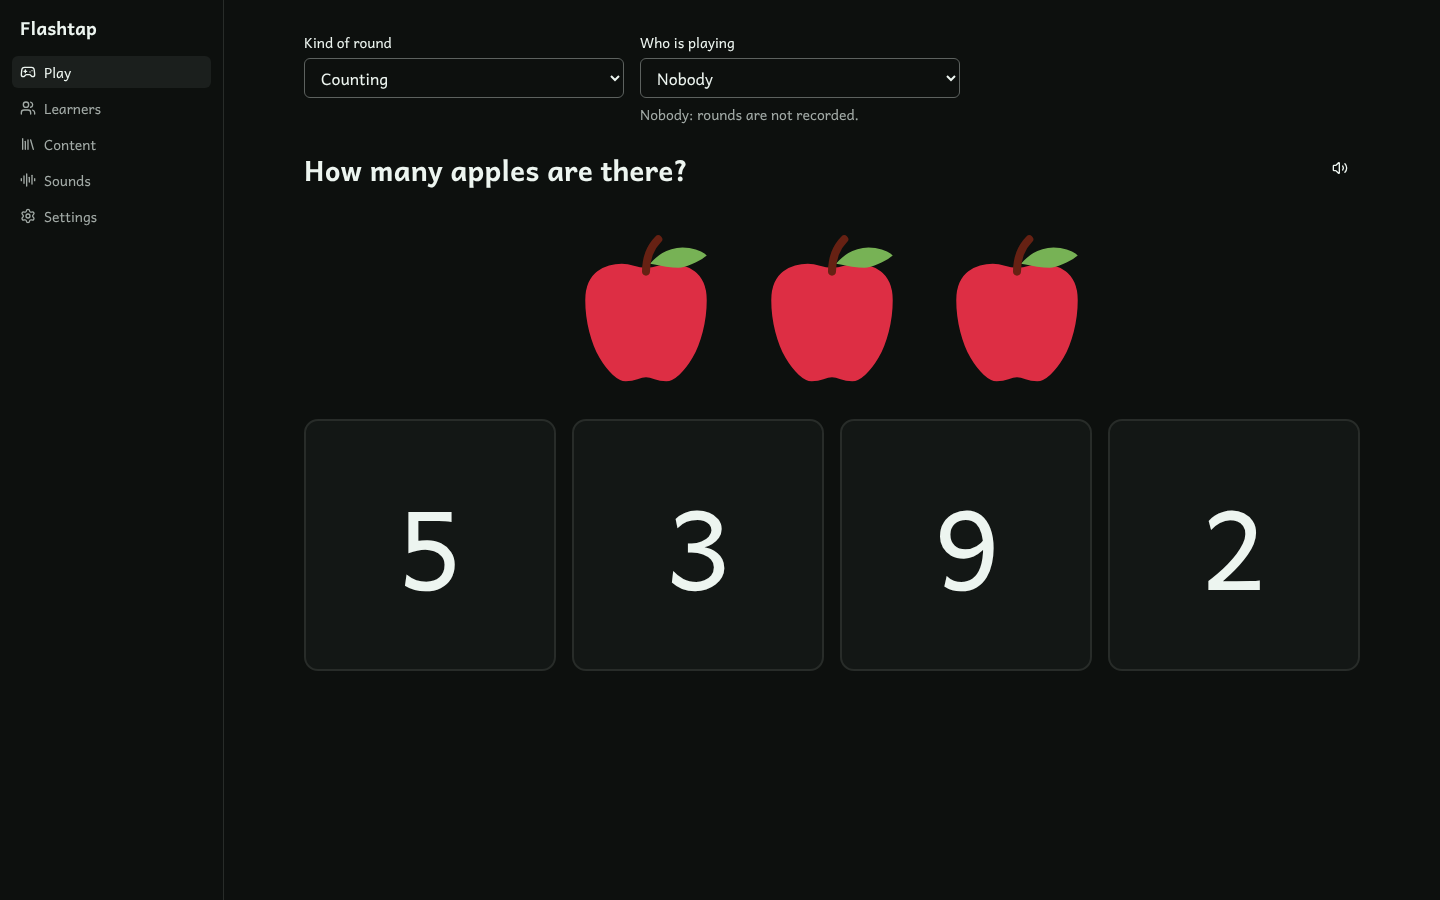 Flashtap
Play
Learners
Content
Sounds
Settings
Kind of round
Counting
Who is playing
Nobody
Nobody: rounds are not recorded.
How many apples are there?
5
3
9
2